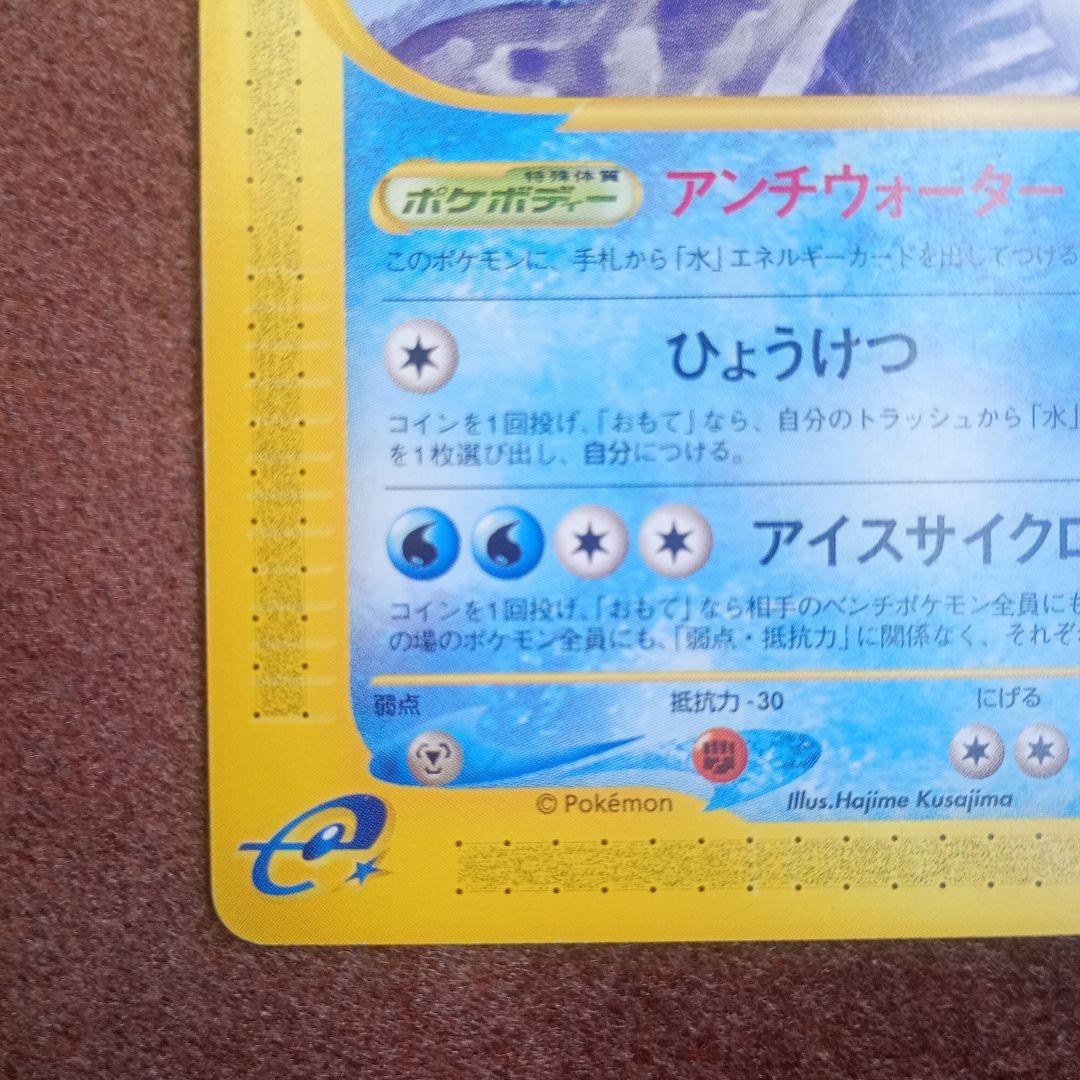 特殊体質
ポケボディー アンチウォーター
このポケモンに、手札から「水」エネルギーカードを出してつける
ひょうけつ
コインを1回投げ、「おもて」なら、自分のトラッシュから「水」
を1枚選び出し、自分につける。
アイスサイクロ
コインを1回投げ、「おもて」なら相手のベンチポケモン全員にも
の場のポケモン全員にも、「弱点・抵抗力」に関係なく、それぞ
弱点 抵抗力 -30 にげる
© Pokémon Illus.Hajime Kusajima
e